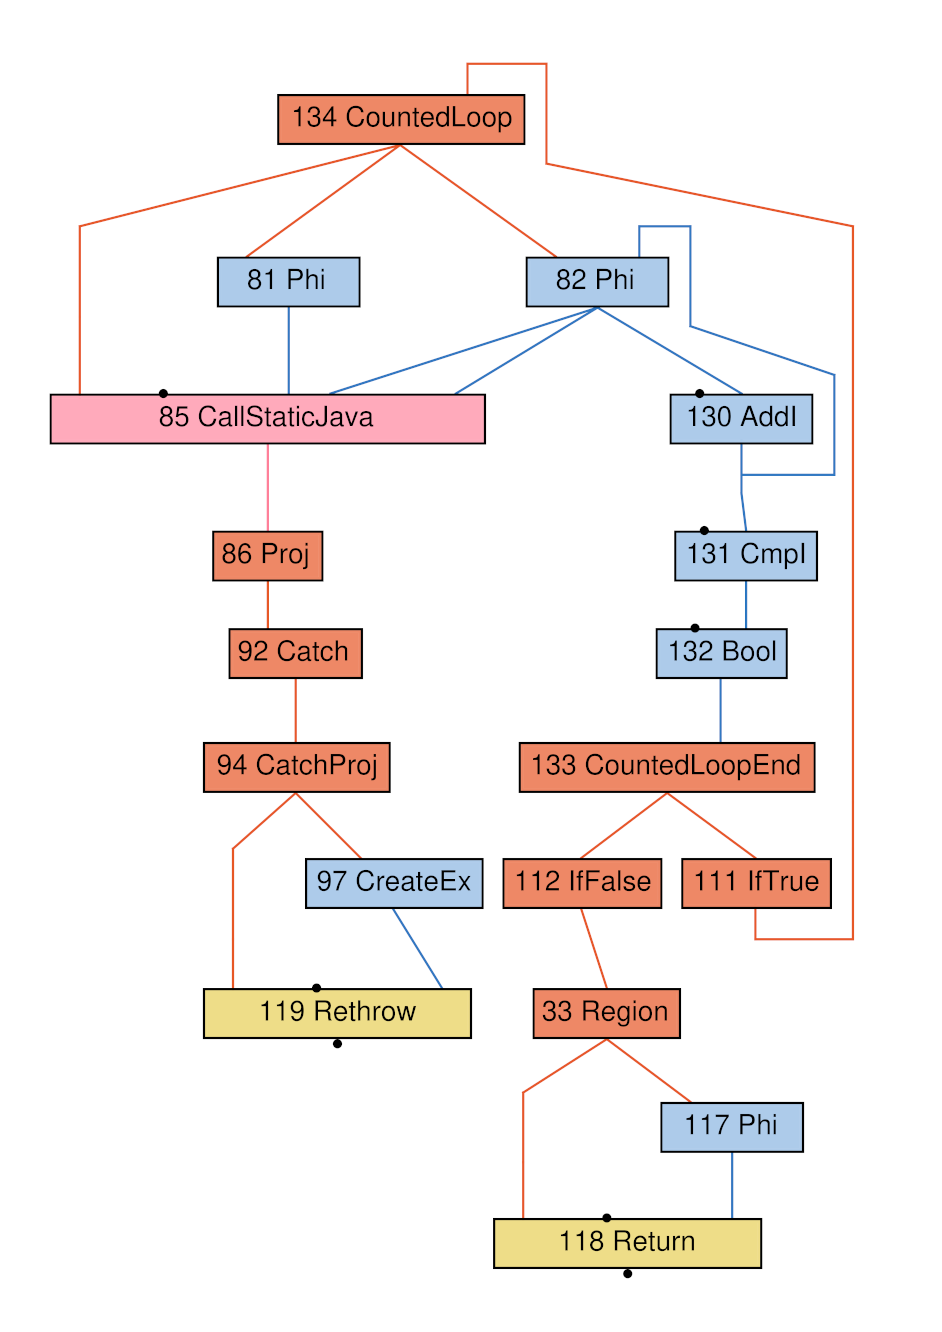 134 CountedLoop
81 Phi
82 Phi
85 CallStaticJava
130 AddI
86 Proj
131 CmpI
92 Catch
132 Bool
94 CatchProj
133 CountedLoopEnd
97 CreateEx
112 IfFalse
111 IfTrue
119 Rethrow
33 Region
117 Phi
118 Return